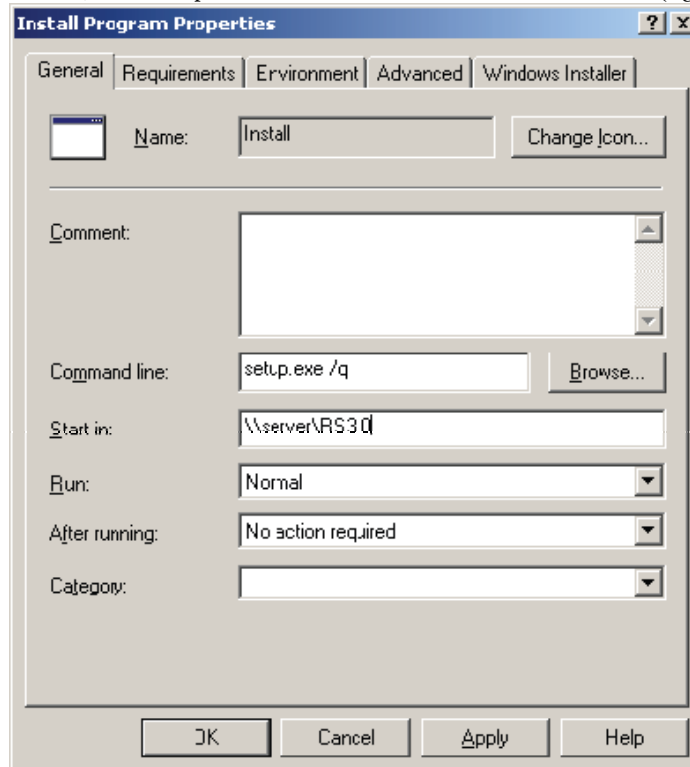 Install Program Properties
General Requirements Environment Advanced Windows Installer
Name: Install Change Icon...
Comment:
Command line: setup.exe /q Browse...
Start in: \\server\RS30
Run: Normal
After running: No action required
Category:
OK Cancel Apply Help